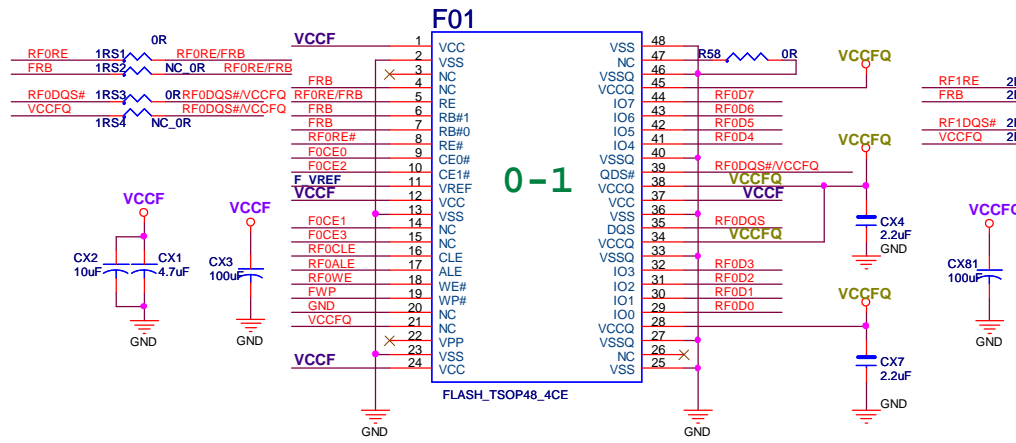 F01
RF0RE 1RS1 0R RF0RE/FRB
FRB 1RS2 NC_0R RF0RE/FRB
RF0DQS# 1RS3 0R RF0DQS#/VCCFQ
VCCFQ 1RS4 NC_0R RF0DQS#/VCCFQ
VCCF 1 VCC
2 VSS
3 NC
FRB 4 NC
RF0RE/FRB 5 RE
FRB 6 RB#1
FRB 7 RB#0
RF0RE# 8 RE#
F0CE0 9 CE0#
F0CE2 10 CE1#
F_VREF 11 VREF
VCCF 12 VCC
13 VSS
F0CE1 14 NC
F0CE3 15 NC
RF0CLE 16 CLE
RF0ALE 17 ALE
RF0WE 18 WE#
FWP 19 WP#
GND 20 NC
VCCFQ 21 NC
22 VPP
23 VSS
VCCF 24 VCC
0-1
VSS 48
NC 47 R58 0R
VSSQ 46
VCCQ 45
IO7 44 RF0D7
IO6 43 RF0D6
IO5 42 RF0D5
IO4 41 RF0D4
VSSQ 40
QDS# 39 RF0DQS#/VCCFQ
VCCQ 38 VCCFQ
VCC 37 VCCF
VSS 36
DQS 35 RF0DQS
VCCQ 34 VCCFQ
VSSQ 33
IO3 32 RF0D3
IO2 31 RF0D2
IO1 30 RF0D1
IO0 29 RF0D0
VCCQ 28
VSSQ 27
NC 26
VSS 25
FLASH_TSOP48_4CE
GND
GND
VCCF
CX2
10uF
CX1
4.7uF
GND
VCCF
CX3
100uF
GND
VCCFQ
VCCFQ
CX4
2.2uF
GND
VCCFQ
CX7
2.2uF
GND
RF1RE
FRB
RF1DQS#
VCCFQ
VCCFQ
CX81
100uF
GND